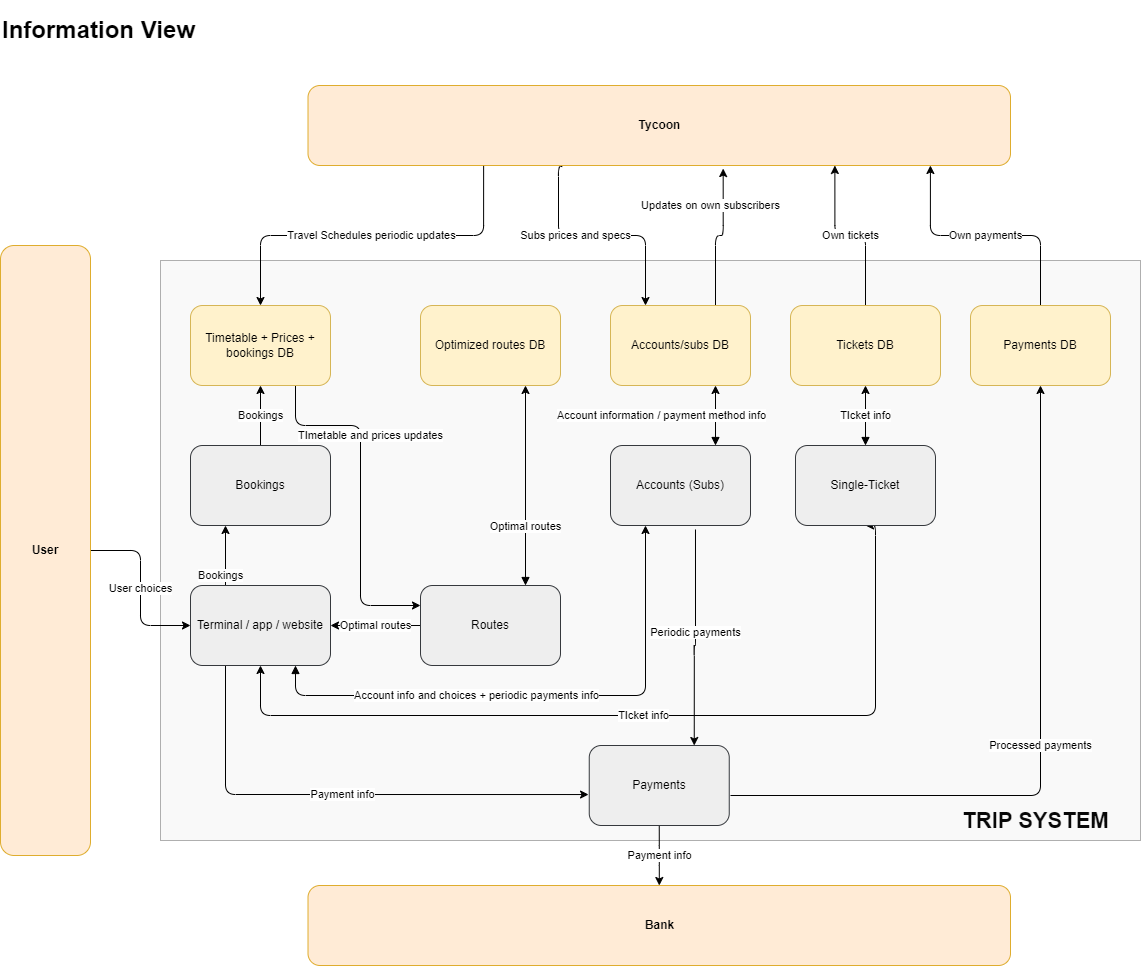 Information View
Tycoon
Updates on own subscribers
Travel Schedules periodic updates
Subs prices and specs
Own tickets
Own payments
Timetable + Prices +
bookings DB
Optimized routes DB
Accounts/subs DB
Tickets DB
Payments DB
Bookings
TImetable and prices updates
Account information / payment method info
TIcket info
Bookings
Accounts (Subs)
Single-Ticket
Optimal routes
User
Bookings
User choices
Terminal / app / website
Optimal routes
Routes
Periodic payments
Account info and choices + periodic payments info
TIcket info
Processed payments
Payments
Payment info
TRIP SYSTEM
Payment info
Bank